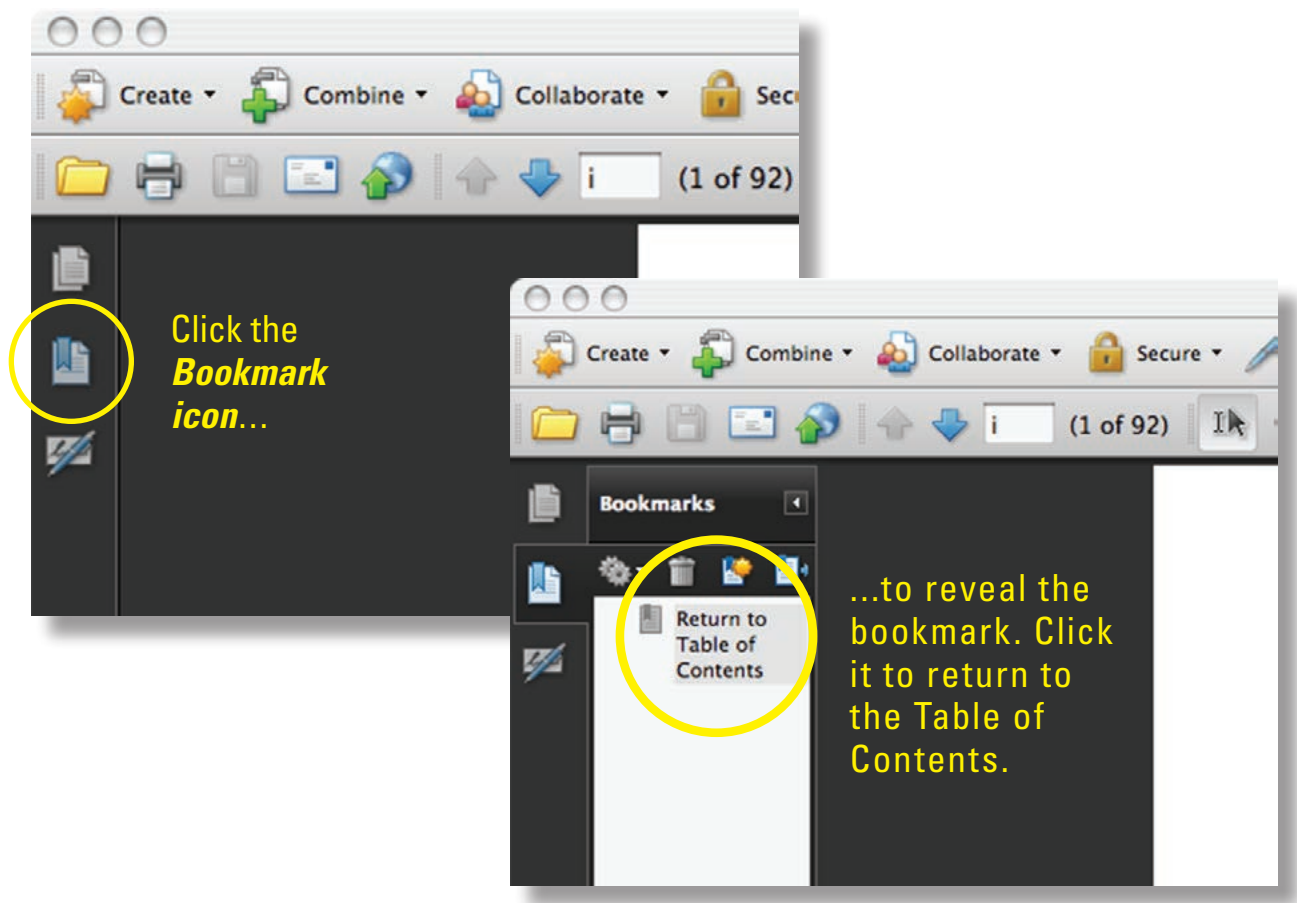 Create Combine Collaborate
i (1 of 92)
Click the
Bookmark
icon...
Create Combine Collaborate Secure
i (1 of 92)
Bookmarks
Return to
Table of
Contents
...to reveal the
bookmark. Click
it to return to
the Table of
Contents.